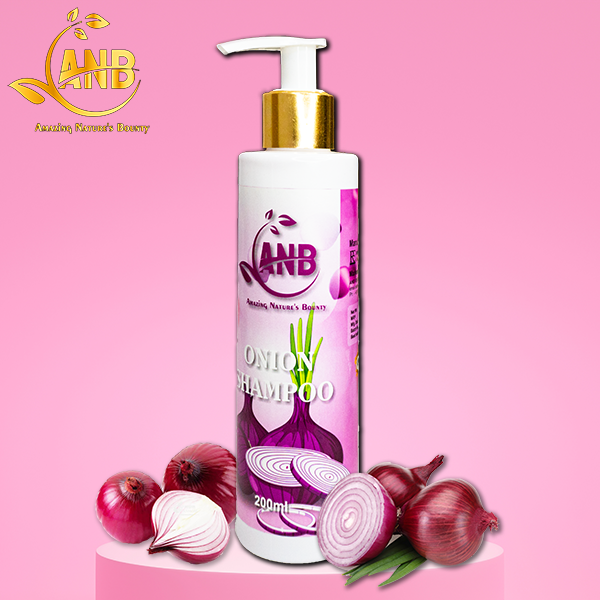 ANB
Amazing Nature's Bounty
ANB
Amazing Nature's Bounty
ONION
SHAMPOO
200ml